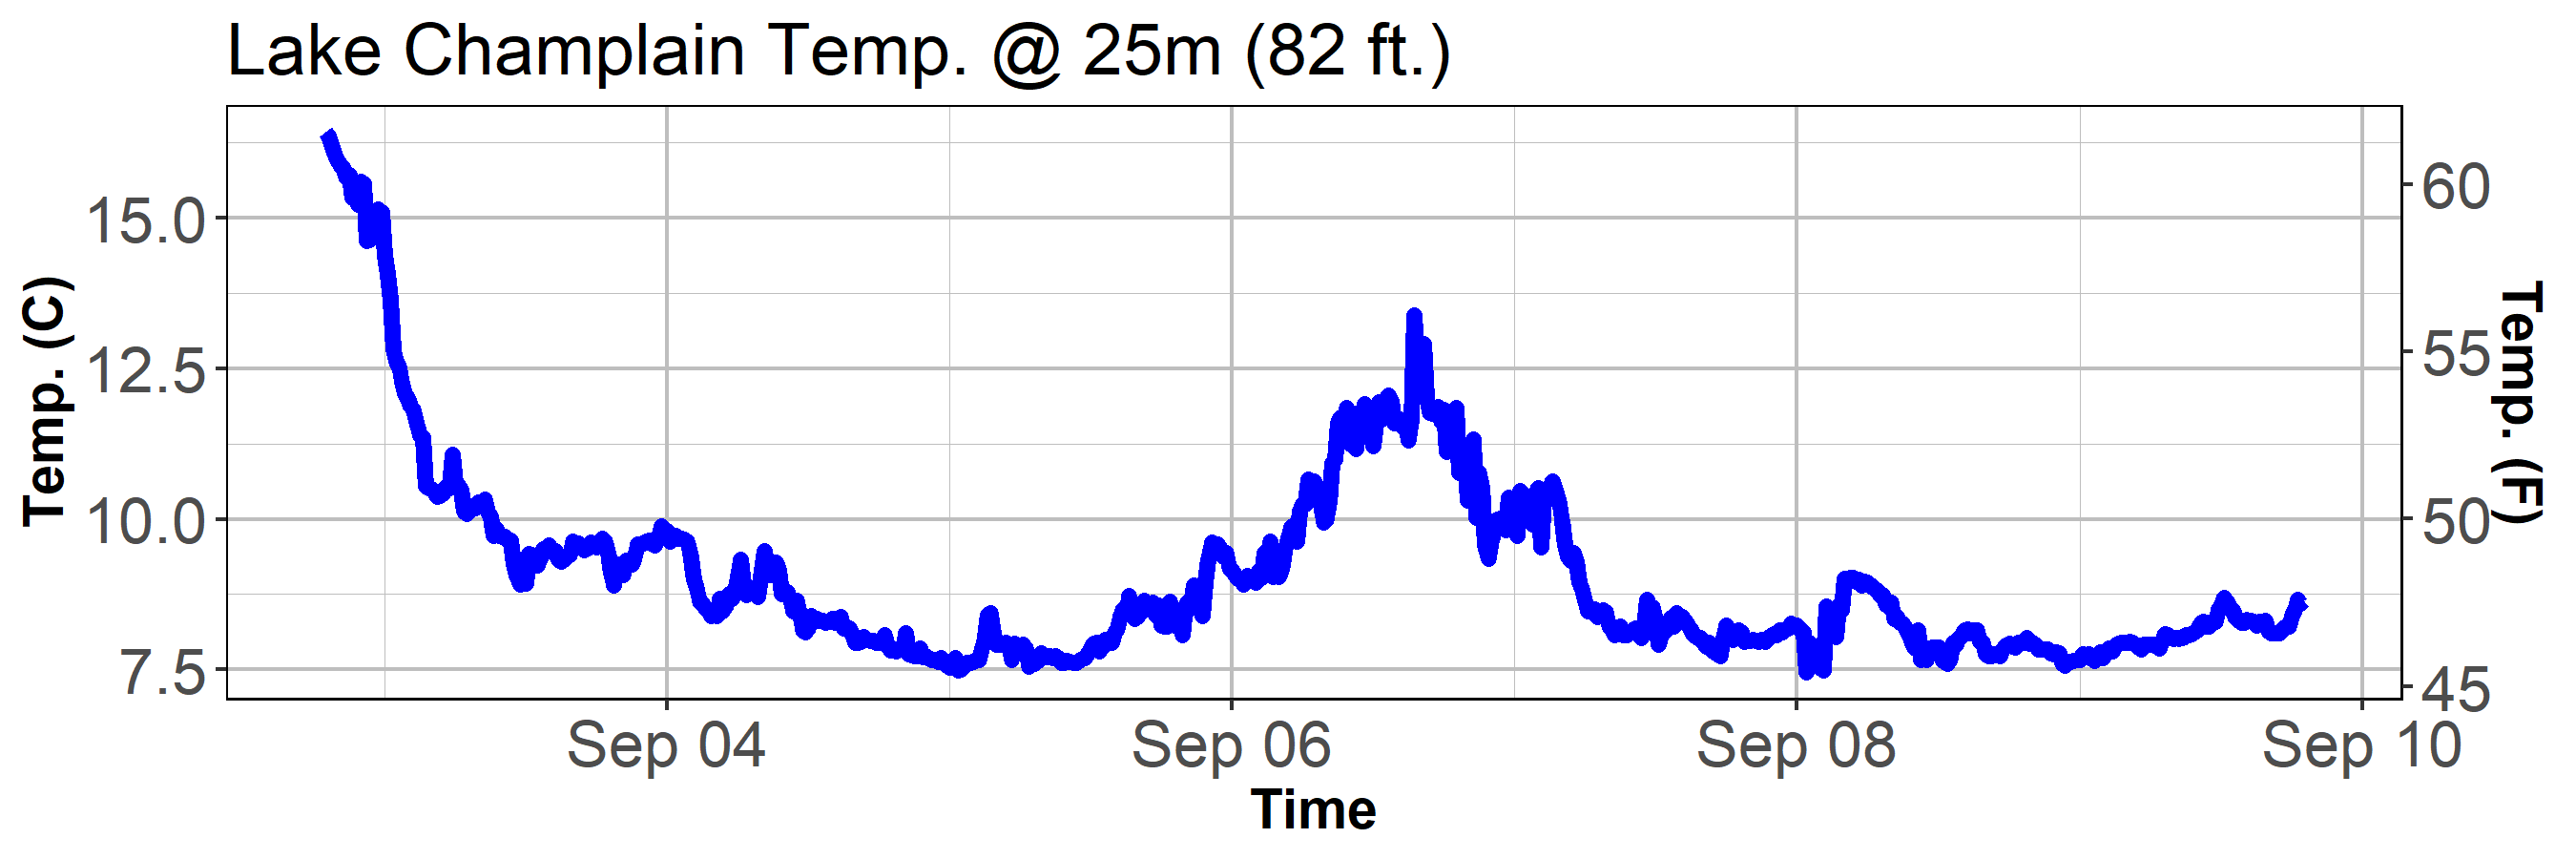 Lake Champlain Temp. @ 25m (82 ft.)
Temp. (C)
15.0
12.5
10.0
7.5
60
55
50
45
Temp. (F)
Sep 04 Sep 06 Sep 08 Sep 10
Time